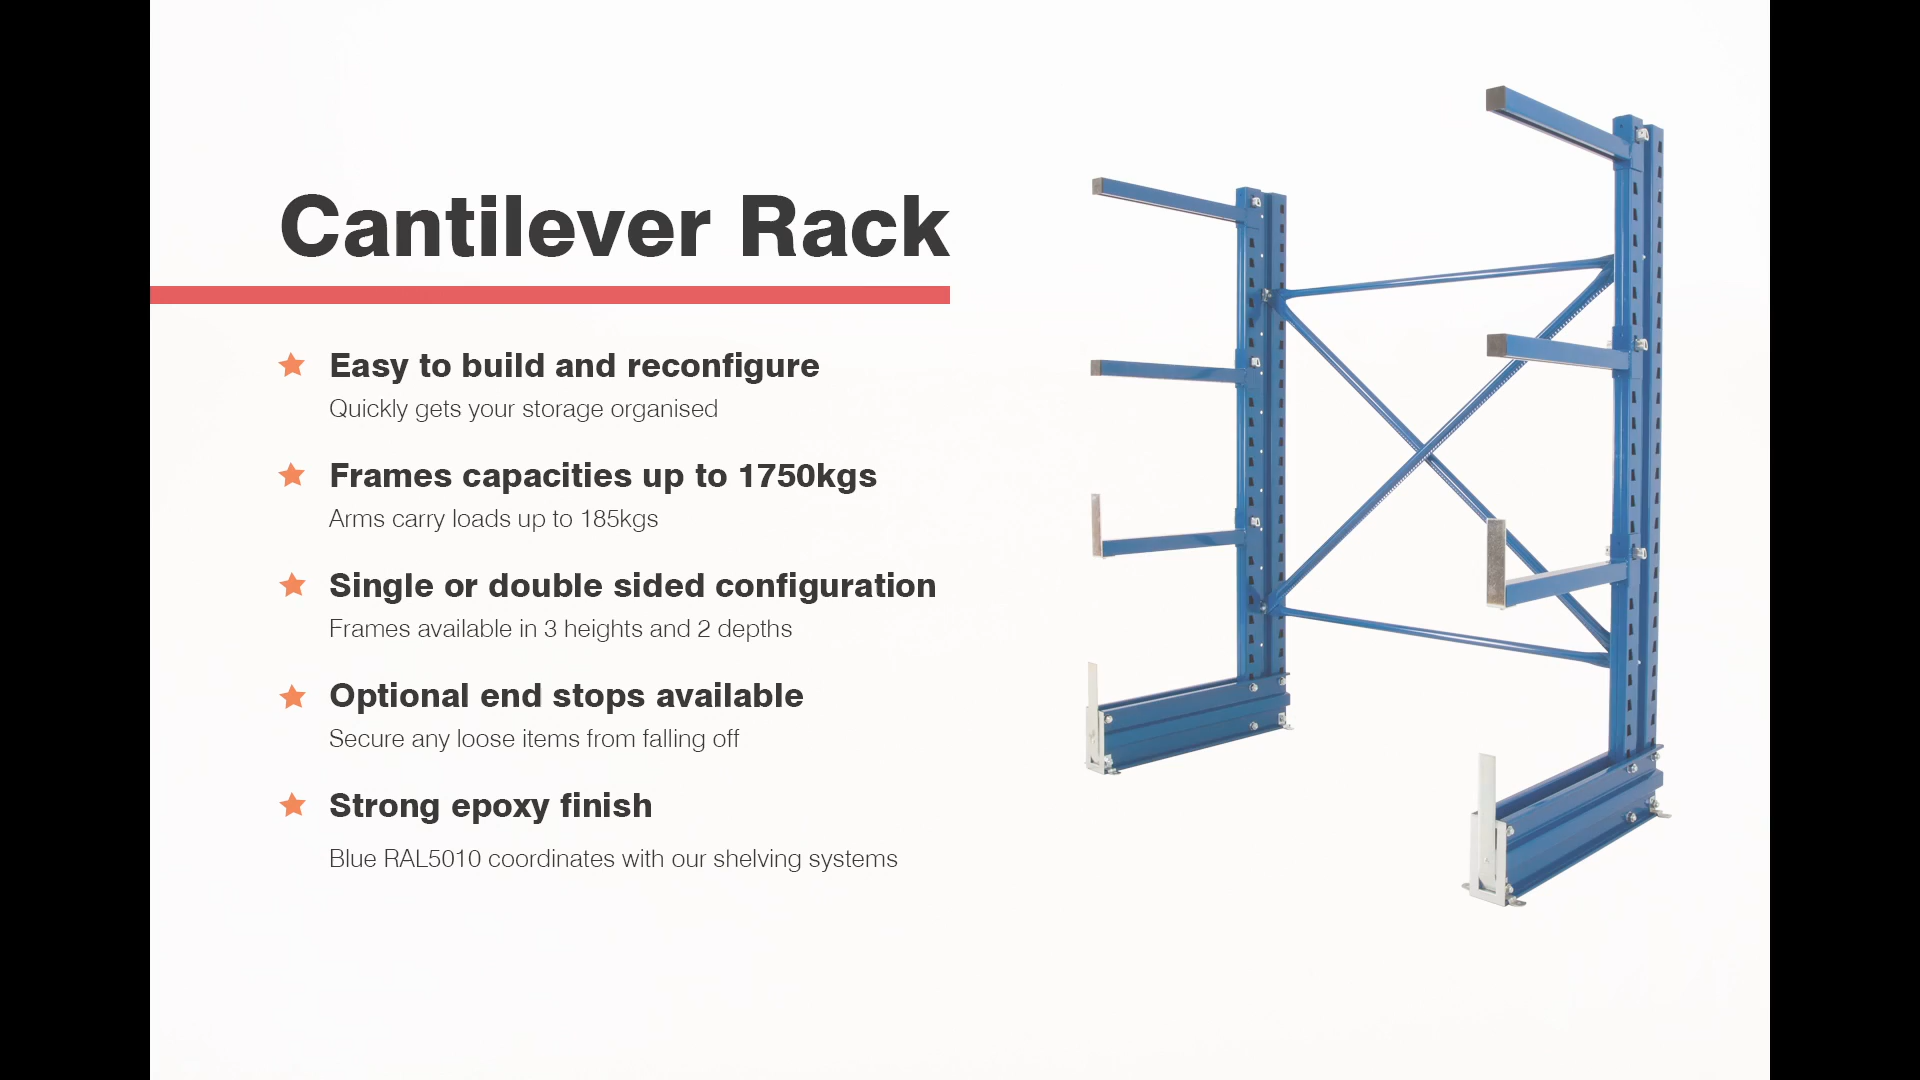 Cantilever Rack
Easy to build and reconfigure
Quickly gets your storage organised
Frames capacities up to 1750kgs
Arms carry loads up to 185kgs
Single or double sided configuration
Frames available in 3 heights and 2 depths
Optional end stops available
Secure any loose items from falling off
Strong epoxy finish
Blue RAL5010 coordinates with our shelving systems